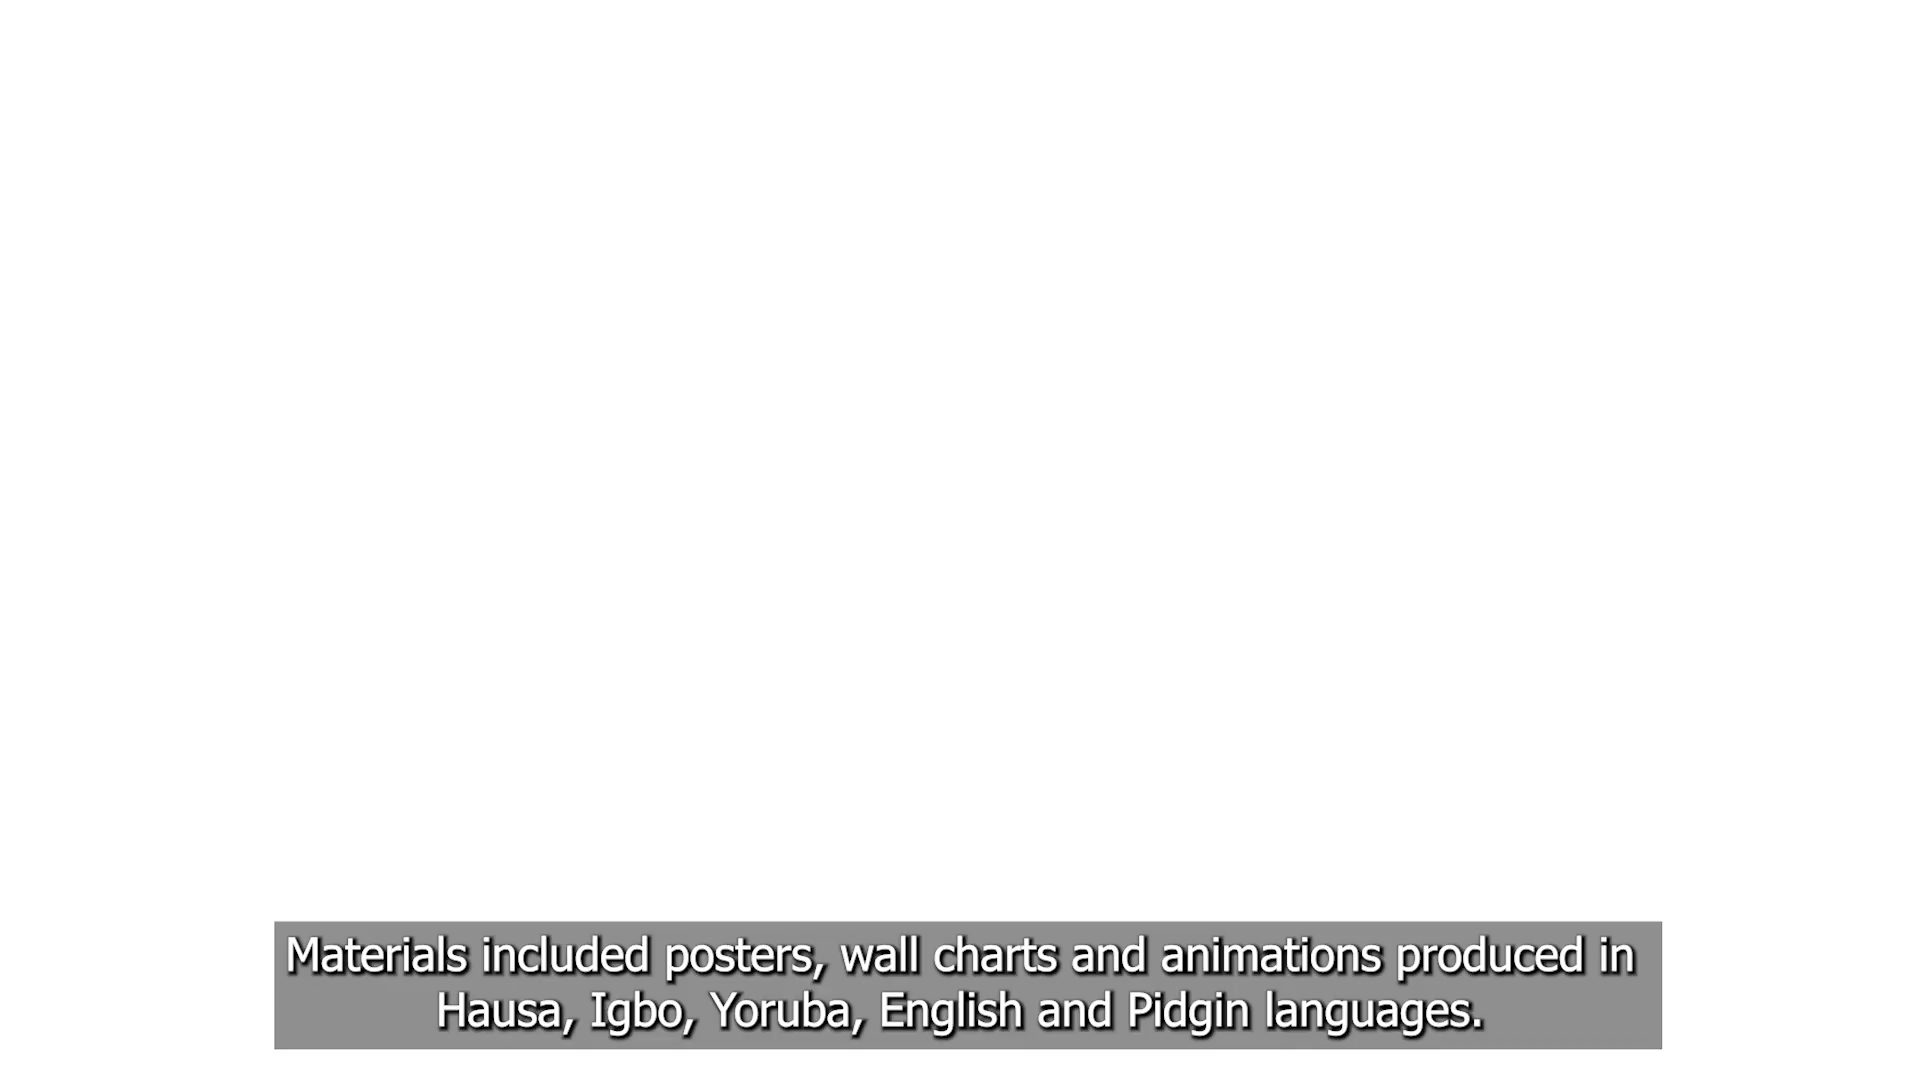 Materials included posters, wall charts and animations produced in
Hausa, Igbo, Yoruba, English and Pidgin languages.